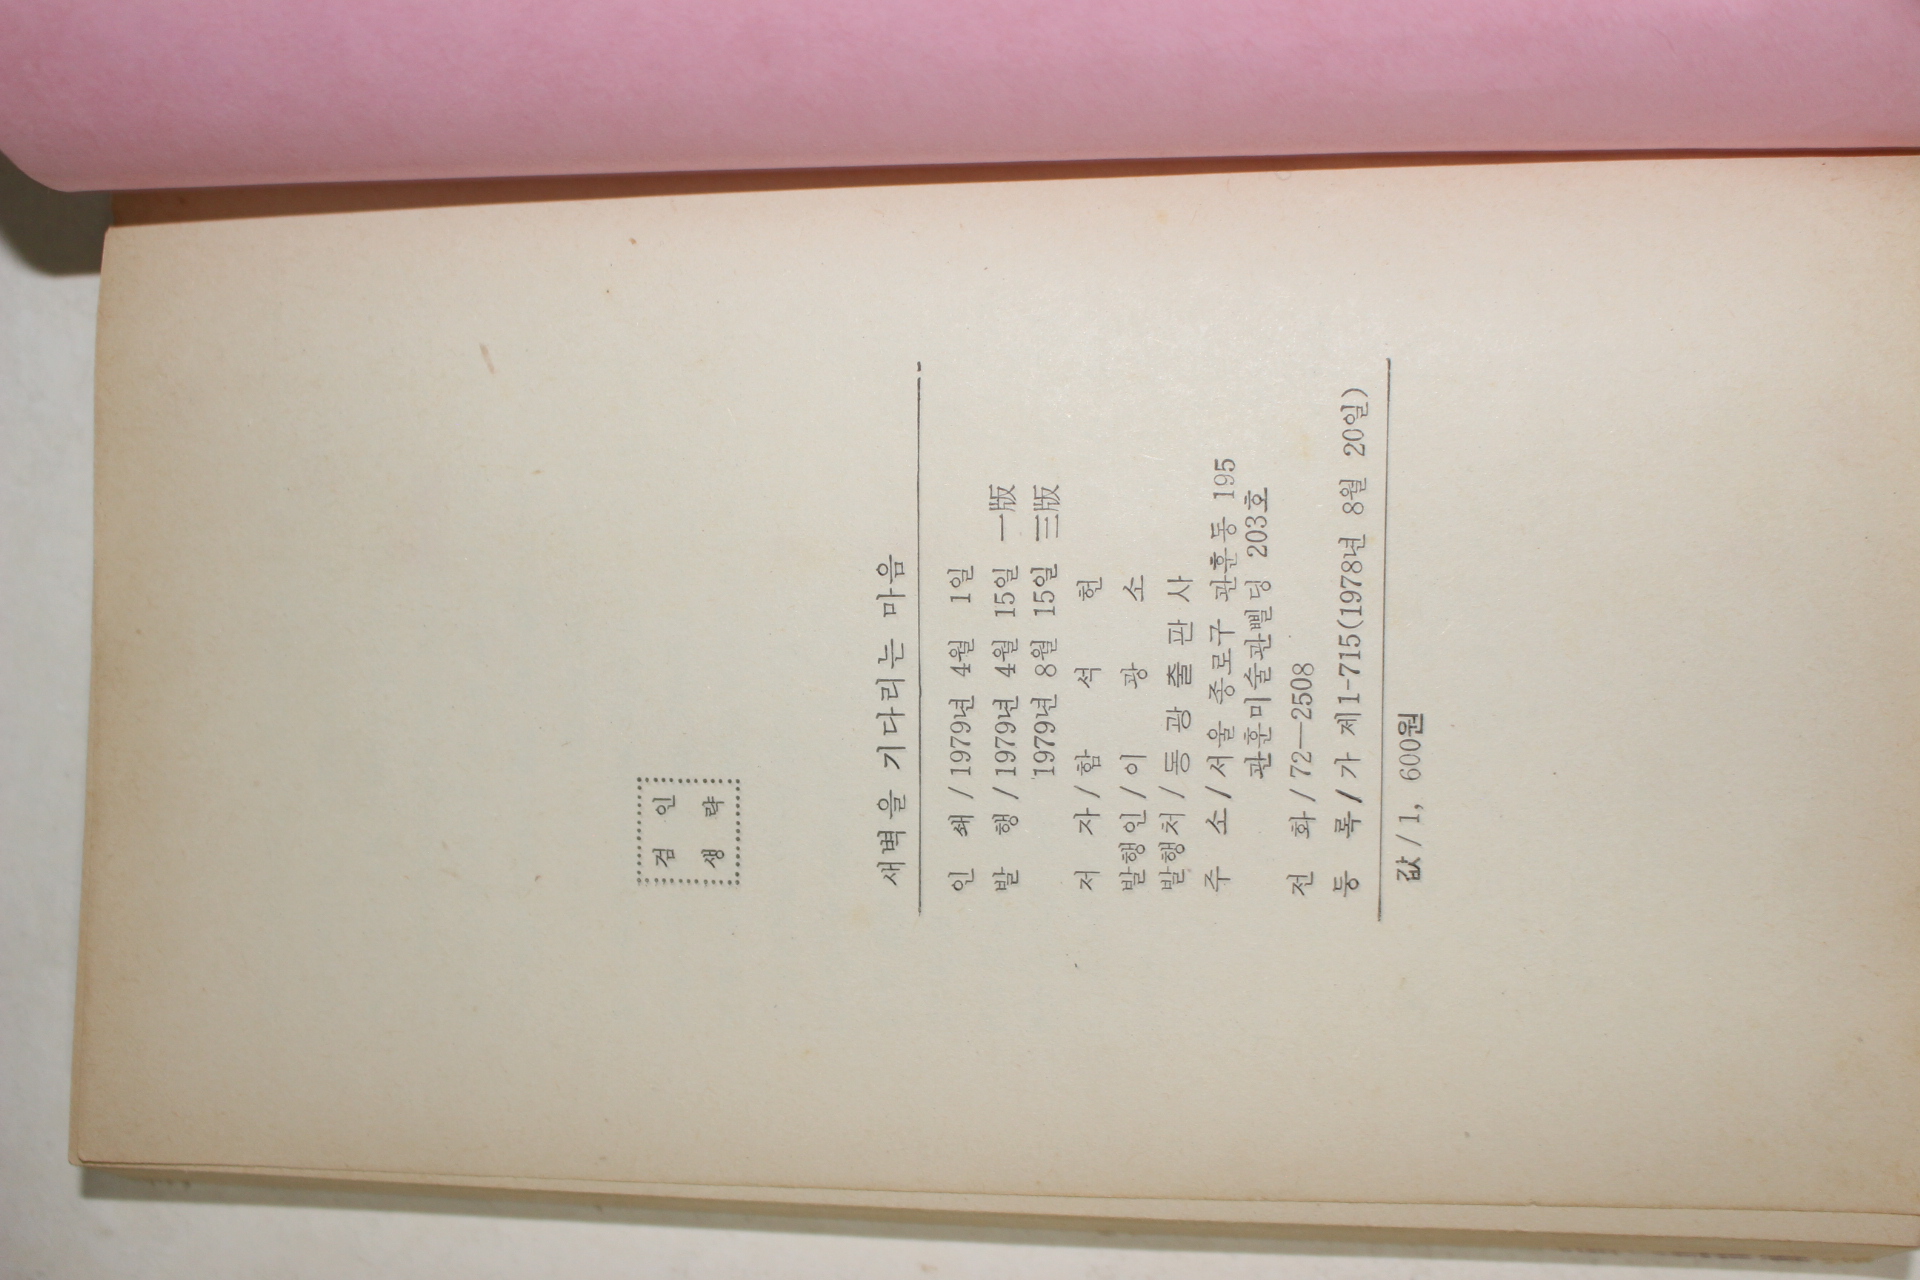 검 인
생 략
새벽을 기다리는 마음
인 쇄 / 1979년 4월 1일
발 행 / 1979년 4월 15일 一版
1979년 8월 15일 三版
저 자 / 함 석 헌
발행인 / 이 광 소
발행처 / 동 광 출 판 사
주 소 / 서울 종로구 관훈동 195
관훈미술관삘딩 203호
전 화 / 72—2508
등 록 / 가 제1-715(1978년 8월 20일)
값 / 1, 600원